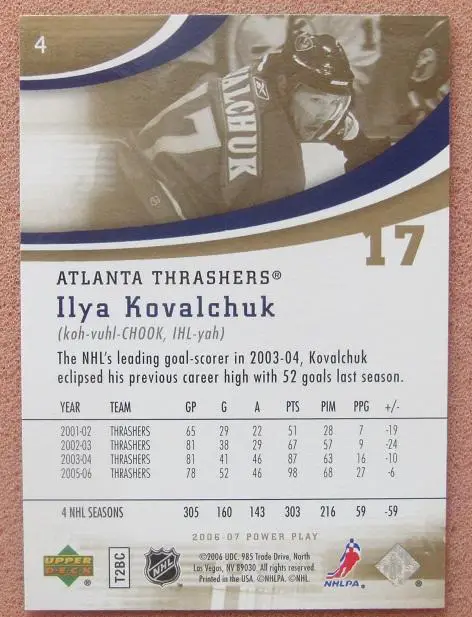 4
ALCHUK
17
17
ATLANTA THRASHERS®
Ilya Kovalchuk
(koh-vuhl-CHOOK, IHL-yah)
The NHL's leading goal-scorer in 2003-04, Kovalchuk
eclipsed his previous career high with 52 goals last season.
YEAR TEAM GP G A PTS PIM PPG +/-
2001-02 THRASHERS 65 29 22 51 28 7 -19
2002-03 THRASHERS 81 38 29 67 57 9 -24
2003-04 THRASHERS 81 41 46 87 63 16 -10
2005-06 THRASHERS 78 52 46 98 68 27 -6
4 NHL SEASONS 305 160 143 303 216 59 -59
2006-07 POWER PLAY
UPPER
DECK ®
T2BC
NHL
©2006 UDC. 985 Trade Drive, North
Las Vegas, NV 89030. All rights reserved.
Printed in the USA. ©NHLPA. ©NHL.
NHLPA.
®